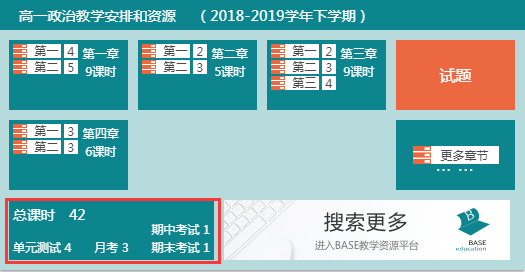 高一政治教学安排和资源 （2018-2019学年下学期）
第一 4
第二 5
第一章
9课时
第一 2
第二 3
第二章
5课时
第一 2
第二 3
第三 4
第三章
9课时
试题
第一 3
第二 3
第四章
6课时
更多章节
... ...
总课时 42
期中考试 1
单元测试 4 月考 3 期末考试 1
搜索更多
进入BASE教学资源平台
BASE
education